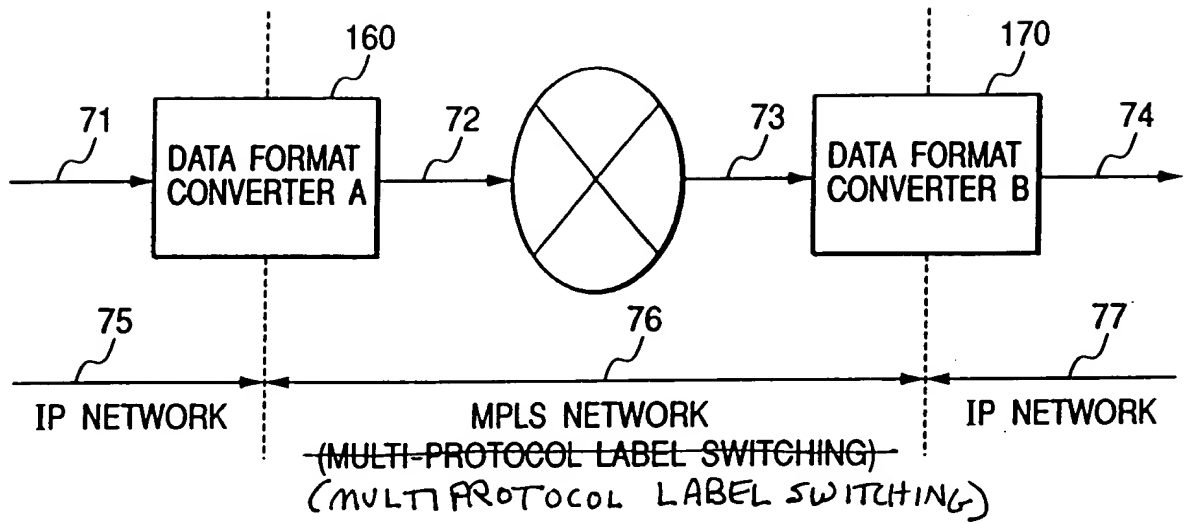 160
170
71
72
73
74
DATA FORMAT
CONVERTER A
DATA FORMAT
CONVERTER B
75
76
77
IP NETWORK
MPLS NETWORK
IP NETWORK
(MULTI-PROTOCOL LABEL SWITCHING)
(MULTIPROTOCOL LABEL SWITCHING)